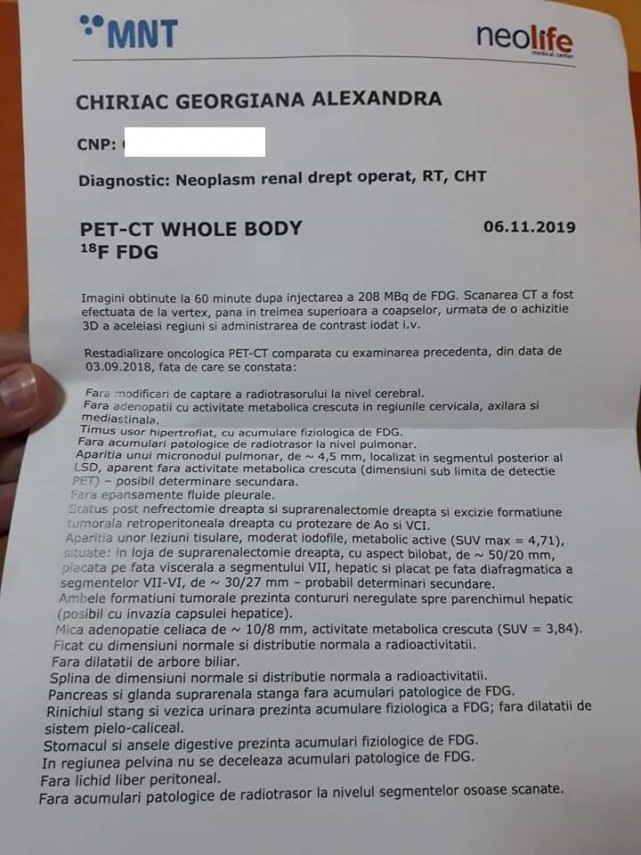 MNT
neolife
medical center
CHIRIAC GEORGIANA ALEXANDRA
CNP:
Diagnostic: Neoplasm renal drept operat, RT, CHT
PET-CT WHOLE BODY 06.11.2019
18F FDG
Imagini obtinute la 60 minute dupa injectarea a 208 MBq de FDG. Scanarea CT a fost
efectuata de la vertex, pana in treimea superioara a coapselor, urmata de o achizitie
3D a aceleiasi regiuni si administrarea de contrast iodat i.v.
Restadializare oncologica PET-CT comparata cu examinarea precedenta, din data de
03.09.2018, fata de care se constata:
Fara modificari de captare a radiotrasorului la nivel cerebral.
Fara adenopatii cu activitate metabolica crescuta in regiunile cervicala, axilara si
mediastinala.
Timus usor hipertrofiat, cu acumulare fiziologica de FDG.
Fara acumulari patologice de radiotrasor la nivel pulmonar.
Aparitia unui micronodul pulmonar, de ~ 4,5 mm, localizat in segmentul posterior al
LSD, aparent fara activitate metabolica crescuta (dimensiuni sub limita de detectie
PET) – posibil determinare secundara.
Fara epansamente fluide pleurale.
Status post nefrectomie dreapta si suprarenalectomie dreapta si excizie formatiune
tumorala retroperitoneala dreapta cu protezare de Ao si VCI.
Aparitia unor leziuni tisulare, moderat iodofile, metabolic active (SUV max = 4,71),
situate: in loja de suprarenalectomie dreapta, cu aspect bilobat, de ~ 50/20 mm,
placata pe fata viscerala a segmentului VII, hepatic si placat pe fata diafragmatica a
segmentelor VII-VI, de ~ 30/27 mm – probabil determinari secundare.
Ambele formatiuni tumorale prezinta contururi neregulate spre parenchimul hepatic
(posibil cu invazia capsulei hepatice).
Mica adenopatie celiaca de ~ 10/8 mm, activitate metabolica crescuta (SUV = 3,84).
Ficat cu dimensiuni normale si distributie normala a radioactivitatii.
Fara dilatatii de arbore biliar.
Splina de dimensiuni normale si distributie normala a radioactivitatii.
Pancreas si glanda suprarenala stanga fara acumulari patologice de FDG.
Rinichiul stang si vezica urinara prezinta acumulare fiziologica a FDG; fara dilatatii de
sistem pielo-caliceal.
Stomacul si ansele digestive prezinta acumulari fiziologice de FDG.
In regiunea pelvina nu se deceleaza acumulari patologice de FDG.
Fara lichid liber peritoneal.
Fara acumulari patologice de radiotrasor la nivelul segmentelor osoase scanate.